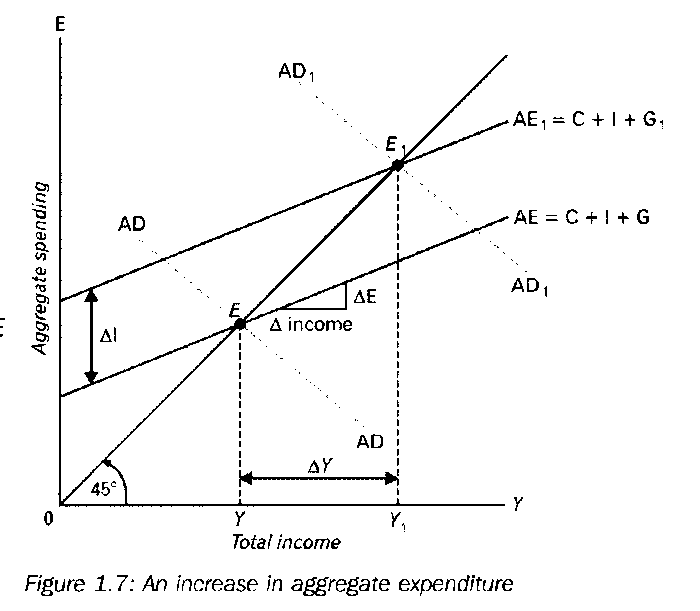 E
AD₁
AE₁ = C + I + G₁
E₁
AD
AE = C + I + G
Aggregate spending
AD₁
E
ΔE
Δ income
ΔI
AD
ΔY
45°
0
Y
Y₁
Y
Total income
Figure 1.7: An increase in aggregate expenditure